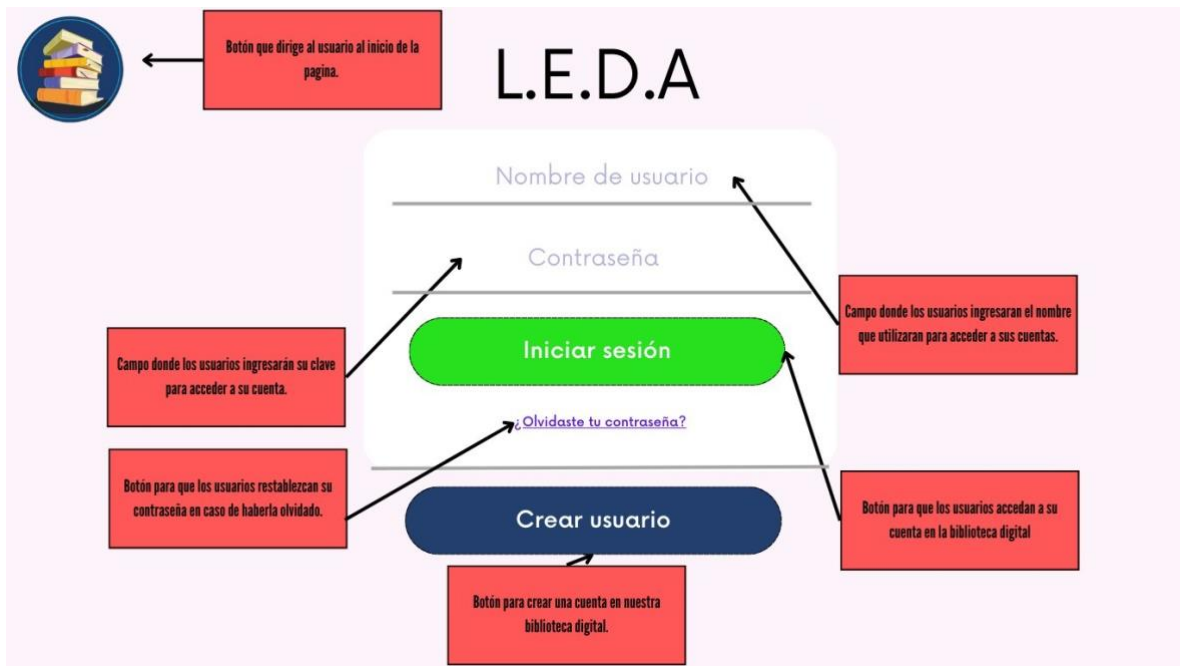 Botón que dirige al usuario al inicio de la
pagina.
L.E.D.A
Nombre de usuario
Contraseña
Campo donde los usuarios ingresaran el nombre
que utilizaran para acceder a sus cuentas.
Campo donde los usuarios ingresarán su clave
para acceder a su cuenta.
Iniciar sesión
¿Olvidaste tu contraseña?
Botón para que los usuarios restablezcan su
contraseña en caso de haberla olvidado.
Botón para que los usuarios accedan a su
cuenta en la biblioteca digital
Crear usuario
Botón para crear una cuenta en nuestra
biblioteca digital.